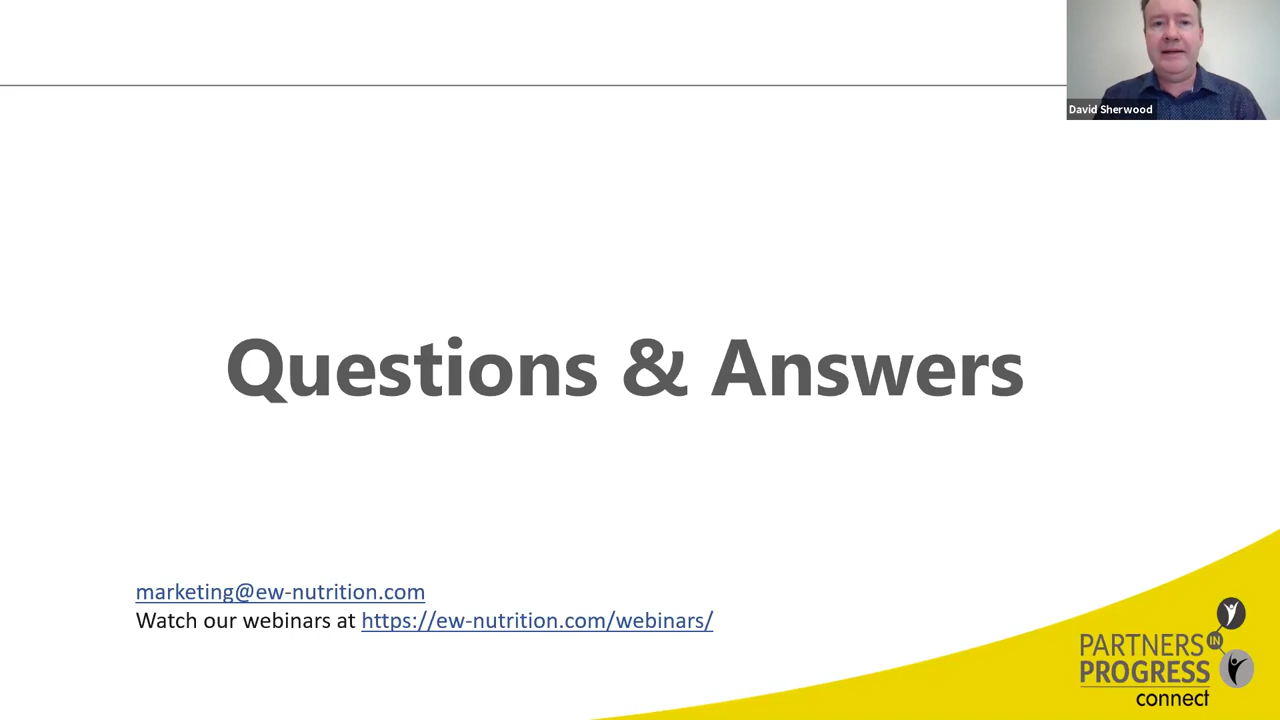 David Sherwood
Questions & Answers
marketing@ew-nutrition.com
Watch our webinars at https://ew-nutrition.com/webinars/
PARTNERS IN
PROGRESS
connect